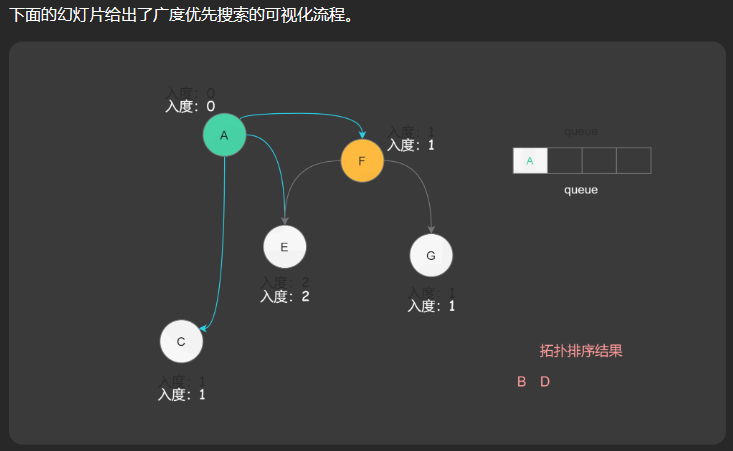 下面的幻灯片给出了广度优先搜索的可视化流程。
入度：0
入度：0
A
入度：1
入度：1
F
queue
A
queue
E
G
入度：2
入度：2
入度：1
入度：1
C
拓扑排序结果
B D
入度：1
入度：1